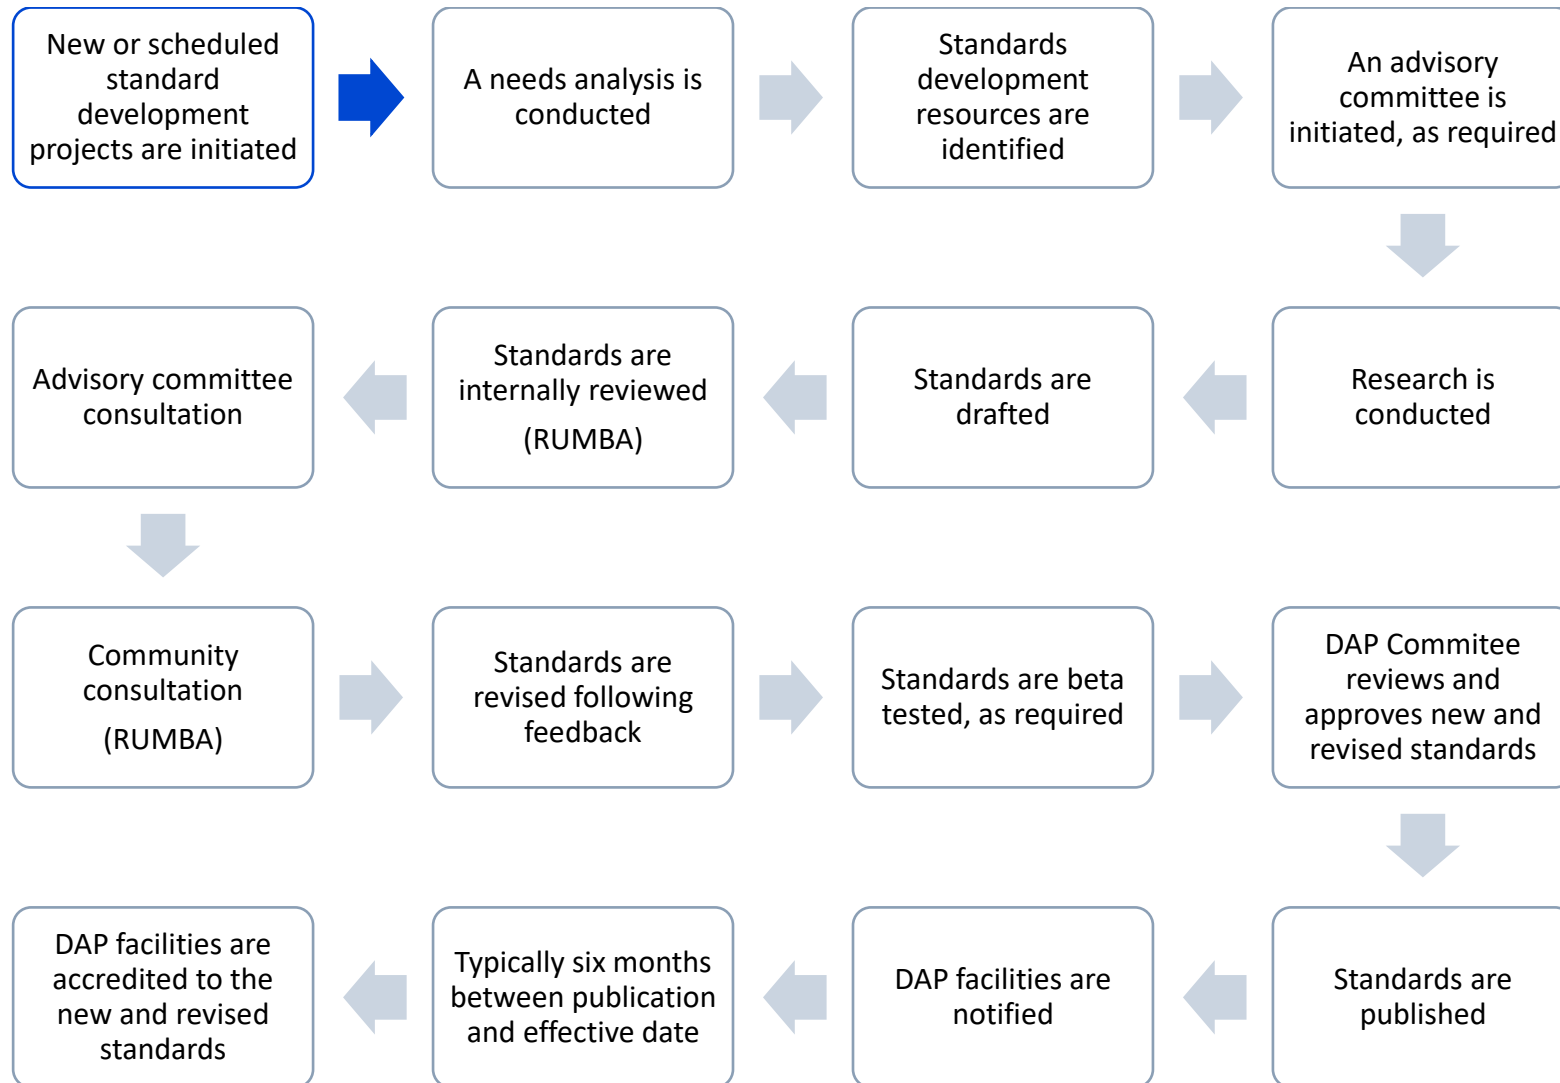 New or scheduled
standard
development
projects are initiated
A needs analysis is
conducted
Standards
development
resources are
identified
An advisory
committee is
initiated, as required
Research is
conducted
Standards are
drafted
Standards are
internally reviewed
(RUMBA)
Advisory committee
consultation
Community
consultation
(RUMBA)
Standards are
revised following
feedback
Standards are beta
tested, as required
DAP Commitee
reviews and
approves new and
revised standards
Standards are
published
DAP facilities are
notified
Typically six months
between publication
and effective date
DAP facilities are
accredited to the
new and revised
standards